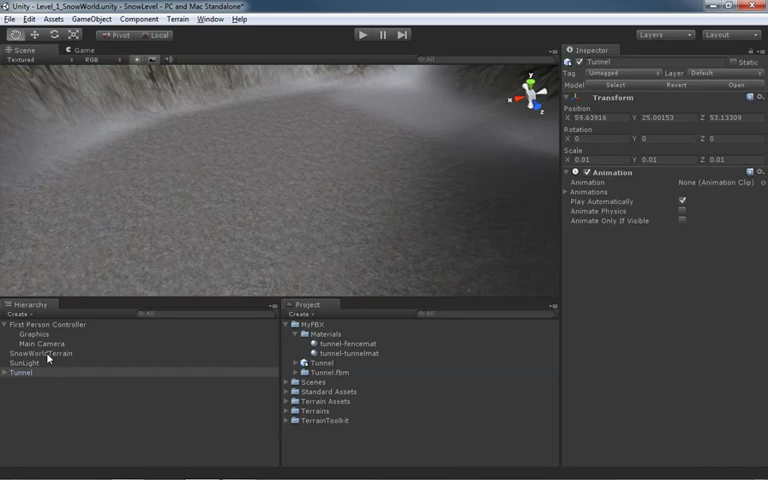 Unity - Level_1_SnowWorld.unity - SnowLevel - PC and Mac Standalone*
File Edit Assets GameObject Component Terrain Window Help
Pivot Local Layers Layout
Scene Game Inspector
Textured RGB All Tunnel Static
Tag Untagged Layer Default
Model Select Revert Open
Transform
Position
X 59.63916 Y 25.00153 Z 53.13309
Rotation
X 0 Y 0 Z 0
Scale
X 0.01 Y 0.01 Z 0.01
Animation
Animation None (Animation Clip)
Animations
Play Automatically
Animate Physics
Animate Only If Visible
y
x
z
Hierarchy
Create All
First Person Controller
Graphics
Main Camera
SnowWorldTerrain
SunLight
Tunnel
Project
Create All
MyFBX
Materials
tunnel-fencemat
tunnel-tunnelmat
Tunnel
Tunnel.fbm
Scenes
Standard Assets
Terrain Assets
Terrains
TerrainToolkit